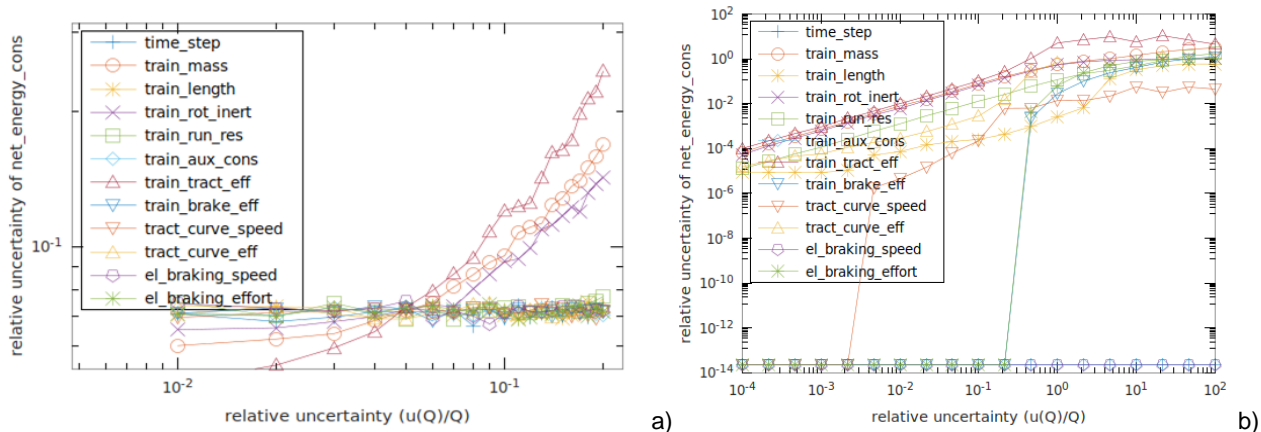 time_step
train_mass
train_length
train_rot_inert
train_run_res
train_aux_cons
train_tract_eff
train_brake_eff
tract_curve_speed
tract_curve_eff
el_braking_speed
el_braking_effort
10-1
10-2
10-1
relative uncertainty of net_energy_cons
relative uncertainty (u(Q)/Q)
a)
102
100
10-2
10-4
10-6
10-8
10-10
10-12
10-14
time_step
train_mass
train_length
train_rot_inert
train_run_res
train_aux_cons
train_tract_eff
train_brake_eff
tract_curve_speed
tract_curve_eff
el_braking_speed
el_braking_effort
10-4
10-3
10-2
10-1
100
101
102
relative uncertainty of net_energy_cons
relative uncertainty (u(Q)/Q)
b)